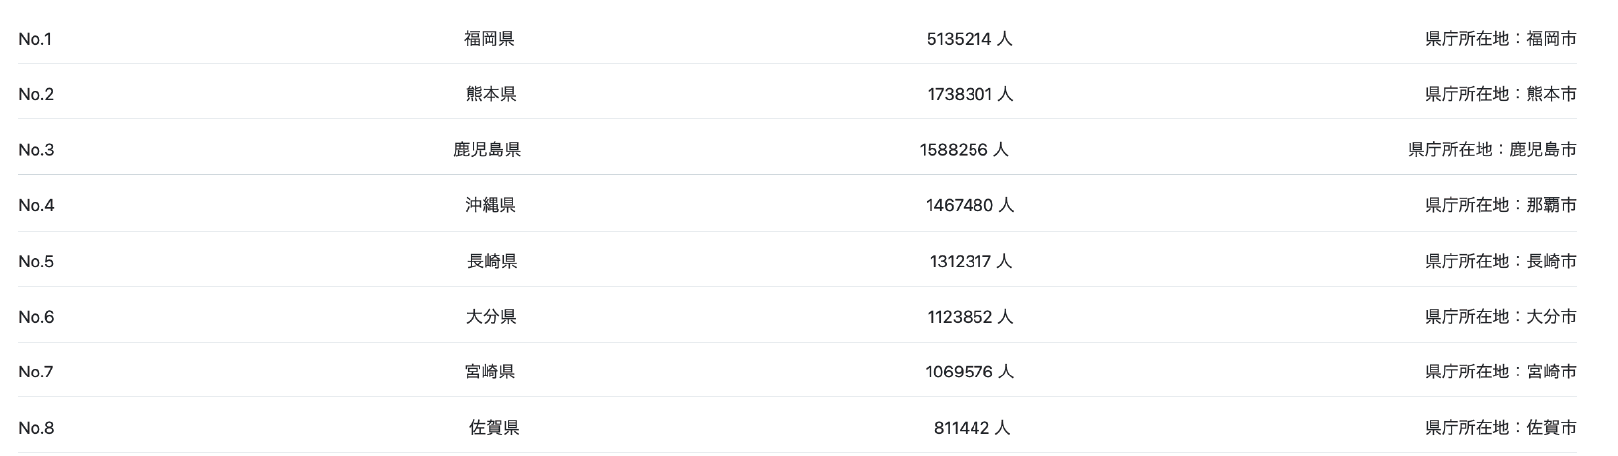 No.1 福岡県 5135214 人 県庁所在地：福岡市
No.2 熊本県 1738301 人 県庁所在地：熊本市
No.3 鹿児島県 1588256 人 県庁所在地：鹿児島市
No.4 沖縄県 1467480 人 県庁所在地：那覇市
No.5 長崎県 1312317 人 県庁所在地：長崎市
No.6 大分県 1123852 人 県庁所在地：大分市
No.7 宮崎県 1069576 人 県庁所在地：宮崎市
No.8 佐賀県 811442 人 県庁所在地：佐賀市